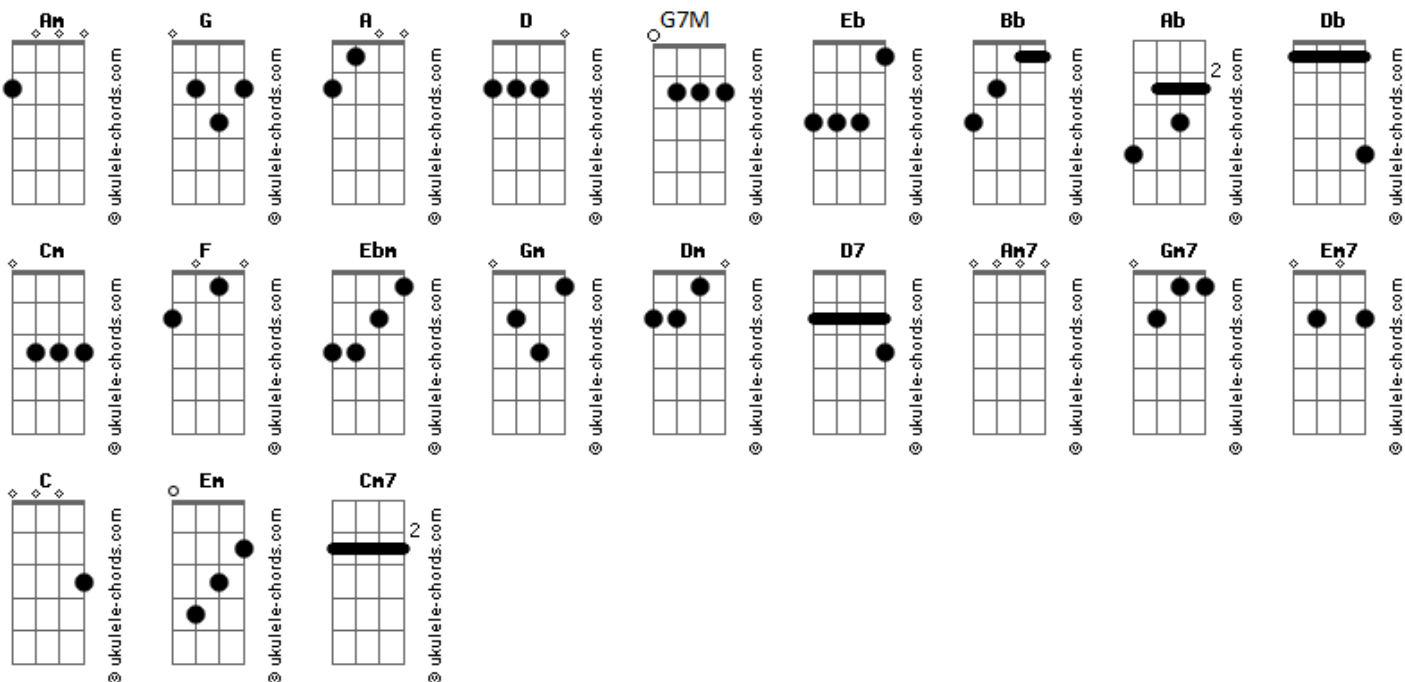 Am G A D G7M Eb Bb Ab Db
2
© ukulele-chords.com © ukulele-chords.com © ukulele-chords.com © ukulele-chords.com © ukulele-chords.com © ukulele-chords.com © ukulele-chords.com © ukulele-chords.com © ukulele-chords.com
Cm F Ebm Gm Dm D7 Am7 Gm7 Em7
© ukulele-chords.com © ukulele-chords.com © ukulele-chords.com © ukulele-chords.com © ukulele-chords.com © ukulele-chords.com © ukulele-chords.com © ukulele-chords.com © ukulele-chords.com
C Em Cm7
2
© ukulele-chords.com © ukulele-chords.com © ukulele-chords.com